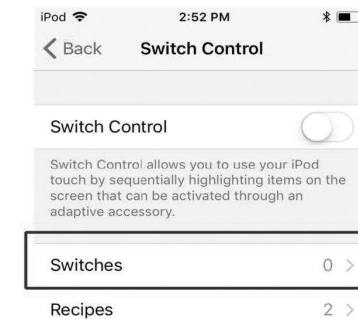 iPod 2:52 PM
Back Switch Control
Switch Control
Switch Control allows you to use your iPod
touch by sequentially highlighting items on the
screen that can be activated through an
adaptive accessory.
Switches 0
Recipes 2